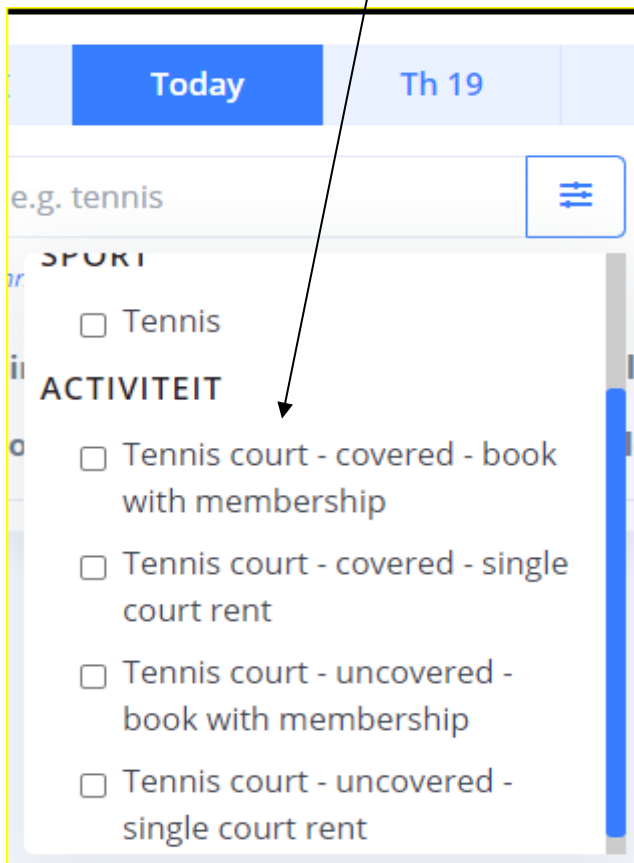 Today Th 19
e.g. tennis
SPORT
Tennis
ACTIVITEIT
Tennis court - covered - book
with membership
Tennis court - covered - single
court rent
Tennis court - uncovered -
book with membership
Tennis court - uncovered -
single court rent